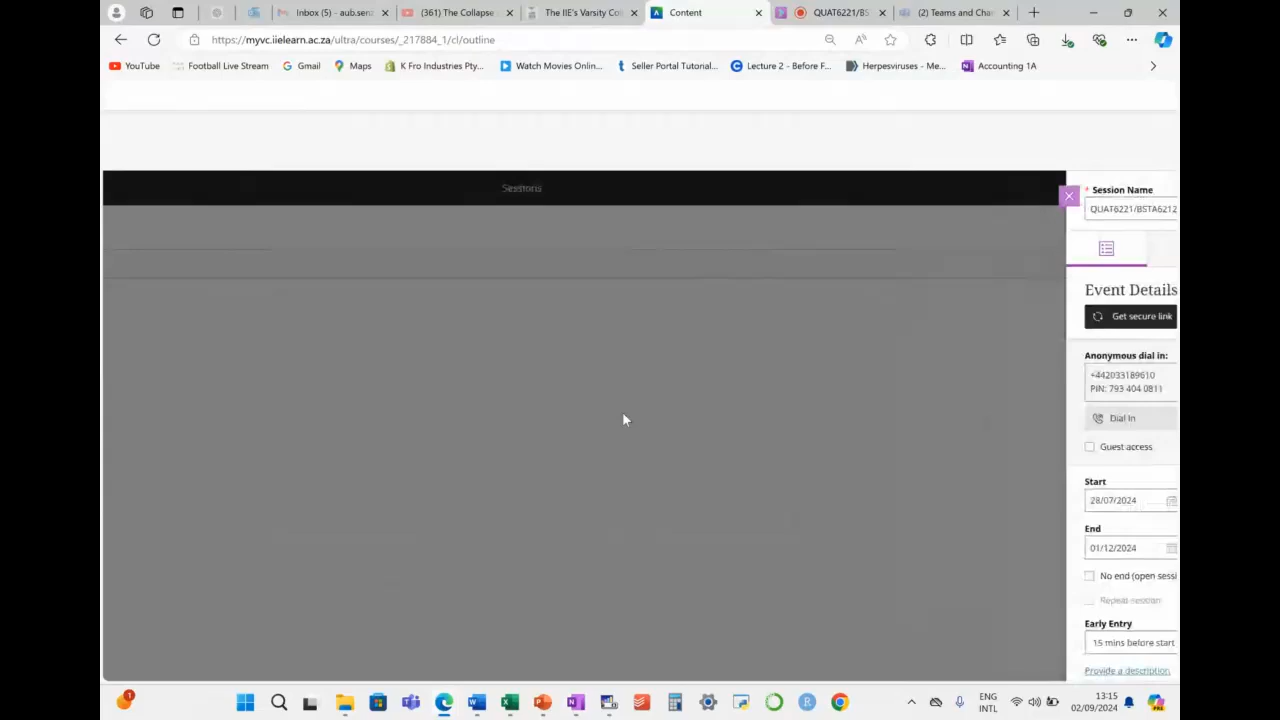 Inbox (5) - aub.senz
(361) The Collapse
The IIE's Varsity Co
Content
QUAT6221/BS
(2) Teams and Cha
https://myvc.iielearn.ac.za/ultra/courses/_217884_1/cl/outline
YouTube
Football Live Stream
Gmail
Maps
K Fro Industries Pty...
Watch Movies Onlin...
Seller Portal Tutorial...
Lecture 2 - Before F...
Herpesviruses - Me...
Accounting 1A
Sessions
* Session Name
QUAT6221/BSTA6212
Event Details
Get secure link
Anonymous dial in:
+442033189610
PIN: 793 404 0811
Dial in
Guest access
Start
28/07/2024
End
01/12/2024
No end (open sessi
Repeat session
Early Entry
15 mins before start
Provide a description
1
ENG
INTL
13:15
02/09/2024